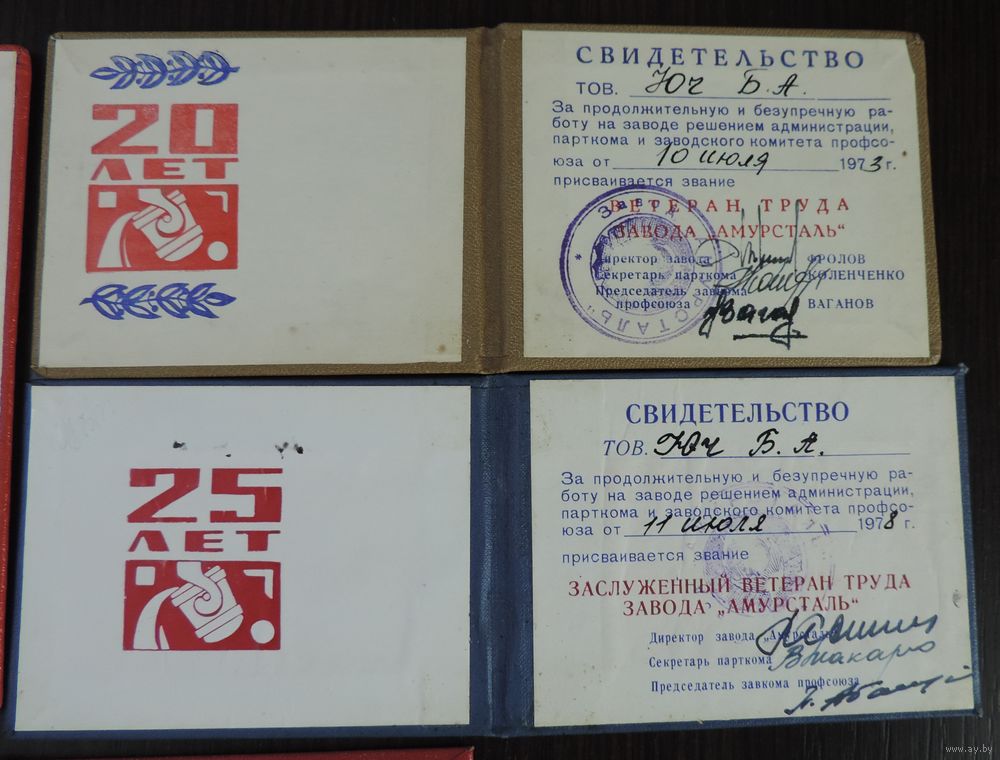 20
ЛЕТ
СВИДЕТЕЛЬСТВО
ТОВ. Юч Б. А.
За продолжительную и безупречную ра-
боту на заводе решением администрации,
парткома и заводского комитета профсо-
юза от 10 июля 1973 г.
присваивается звание
ВЕТЕРАН ТРУДА
ЗАВОДА „АМУРСТАЛЬ“
Директор завода ФРОЛОВ
Секретарь парткома КОЛЕНЧЕНКО
Председатель завкома
профсоюза ВАГАНОВ
25
ЛЕТ
СВИДЕТЕЛЬСТВО
ТОВ. Юч Б. А.
За продолжительную и безупречную ра-
боту на заводе решением администрации,
парткома и заводского комитета профсо-
юза от 11 июля 1978 г.
присваивается звание
ЗАСЛУЖЕННЫЙ ВЕТЕРАН ТРУДА
ЗАВОДА „АМУРСТАЛЬ“
Директор завода „Амурсталь“
Секретарь парткома
Председатель завкома профсоюза
www.ay.by